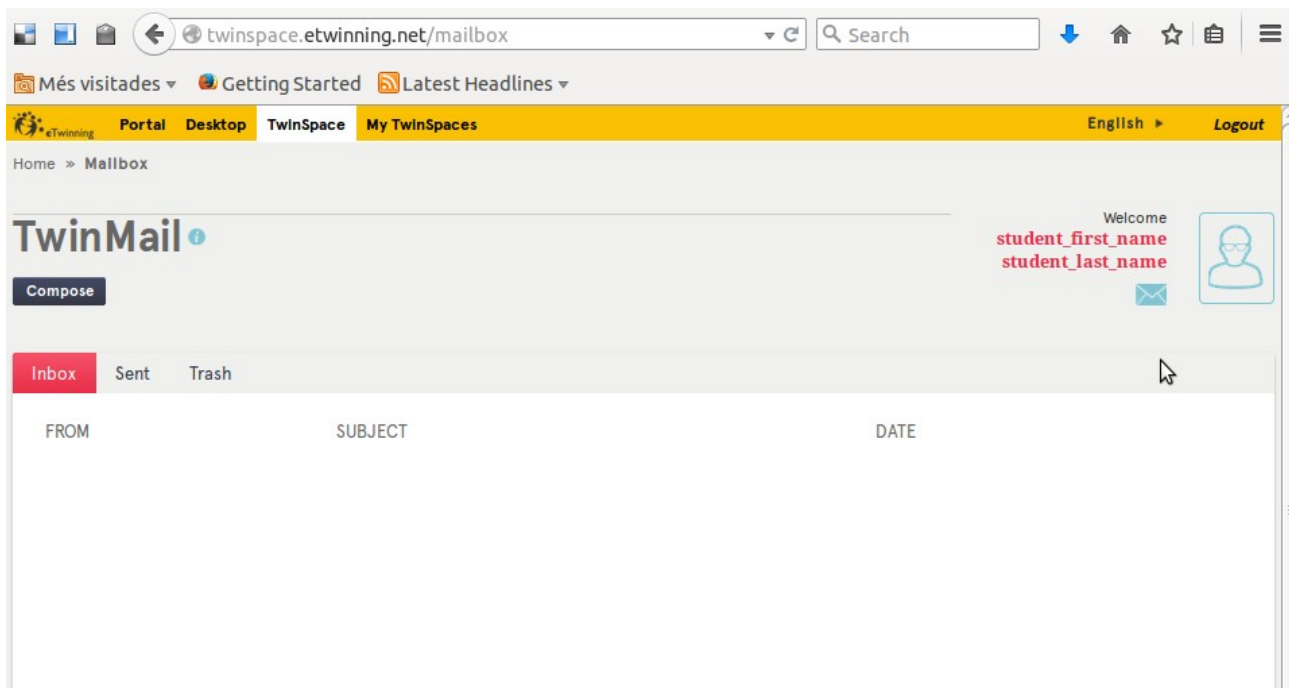 twinspace.etwinning.net/mailbox Search
Més visitades Getting Started Latest Headlines
eTwinning Portal Desktop TwinSpace My TwinSpaces English Logout
Home » Mailbox
TwinMail i
Welcome
student_first_name
student_last_name
Compose
Inbox Sent Trash
FROM SUBJECT DATE